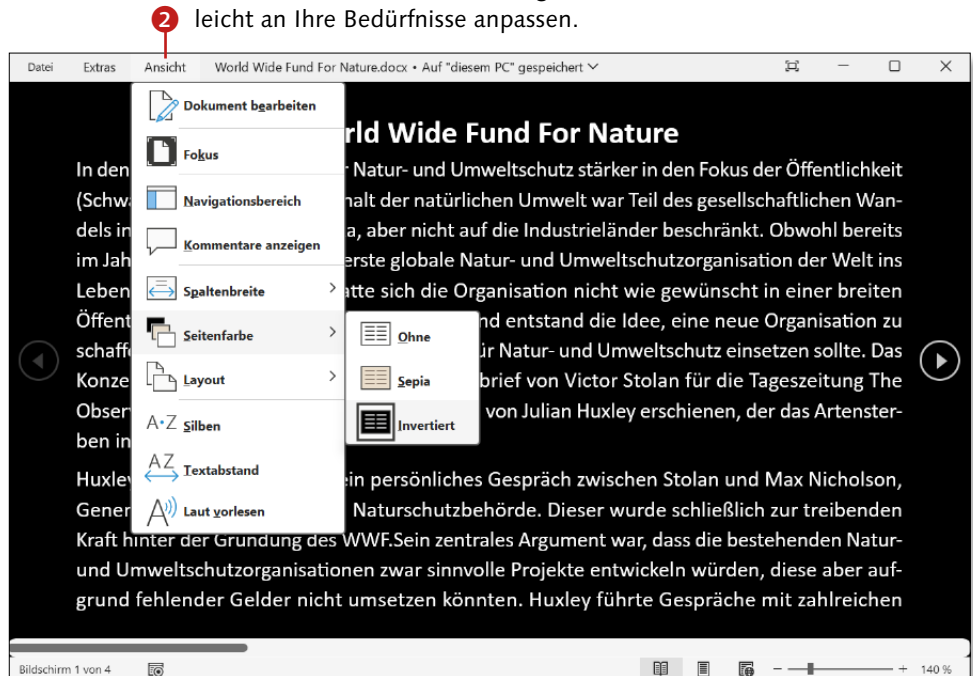 2 leicht an Ihre Bedürfnisse anpassen.
Datei Extras Ansicht World Wide Fund For Nature.docx • Auf "diesem PC" gespeichert
Dokument bearbeiten
Fokus
Navigationsbereich
Kommentare anzeigen
Spaltenbreite
Seitenfarbe
Layout
Silben
Textabstand
Laut vorlesen
Ohne
Sepia
Invertiert
rld Wide Fund For Nature
In den Natur- und Umweltschutz stärker in den Fokus der Öffentlichkeit
(Schw halt der natürlichen Umwelt war Teil des gesellschaftlichen Wan-
dels in a, aber nicht auf die Industrieländer beschränkt. Obwohl bereits
im Jah erste globale Natur- und Umweltschutzorganisation der Welt ins
Leben atte sich die Organisation nicht wie gewünscht in einer breiten
Öffent nd entstand die Idee, eine neue Organisation zu
schaffe ür Natur- und Umweltschutz einsetzen sollte. Das
Konze brief von Victor Stolan für die Tageszeitung The
Obser von Julian Huxley erschienen, der das Artenster-
ben in
Huxley ein persönliches Gespräch zwischen Stolan und Max Nicholson,
Gener Naturschutzbehörde. Dieser wurde schließlich zur treibenden
Kraft hinter der Gründung des WWF.Sein zentrales Argument war, dass die bestehenden Natur-
und Umweltschutzorganisationen zwar sinnvolle Projekte entwickeln würden, diese aber auf-
grund fehlender Gelder nicht umsetzen könnten. Huxley führte Gespräche mit zahlreichen
Bildschirm 1 von 4 140 %